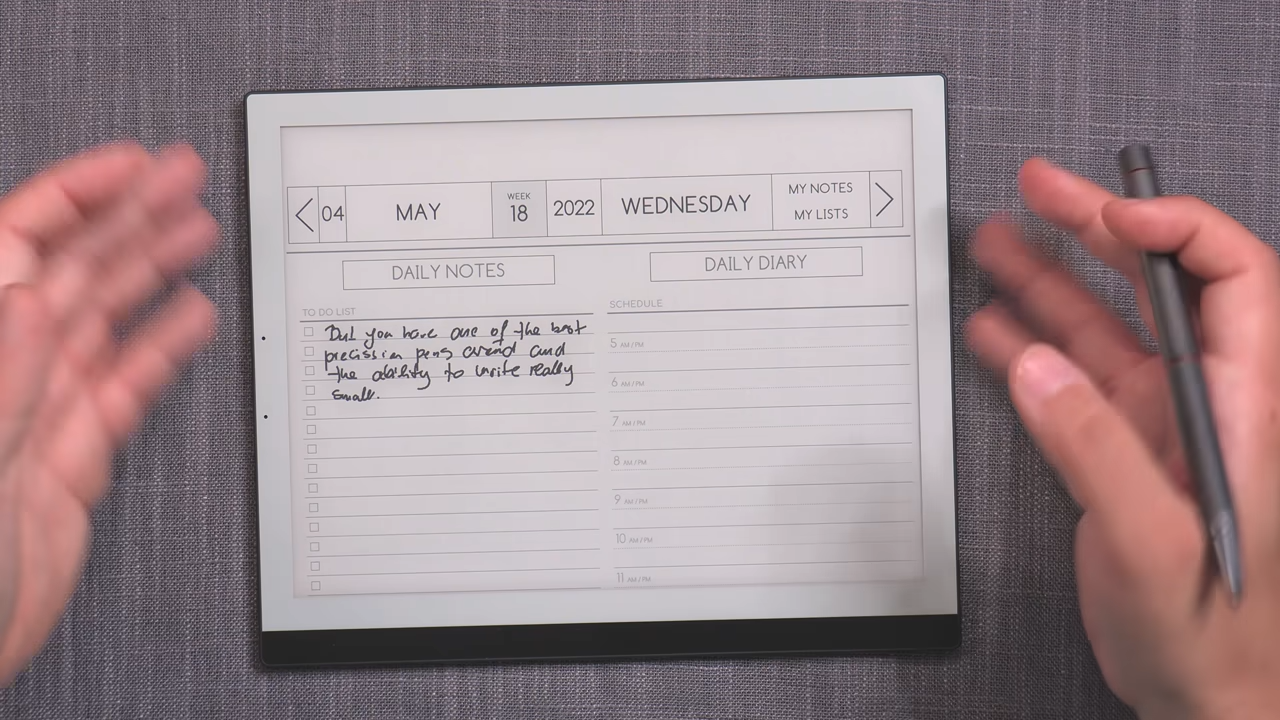 04 MAY WEEK 18 2022 WEDNESDAY MY NOTES
MY LISTS
DAILY NOTES
DAILY DIARY
TO DO LIST
But you have one of the best
precission pens arond and
the ability to write really
small.
SCHEDULE
5 AM/PM
6 AM/PM
7 AM/PM
8 AM/PM
9 AM/PM
10 AM/PM
11 AM/PM